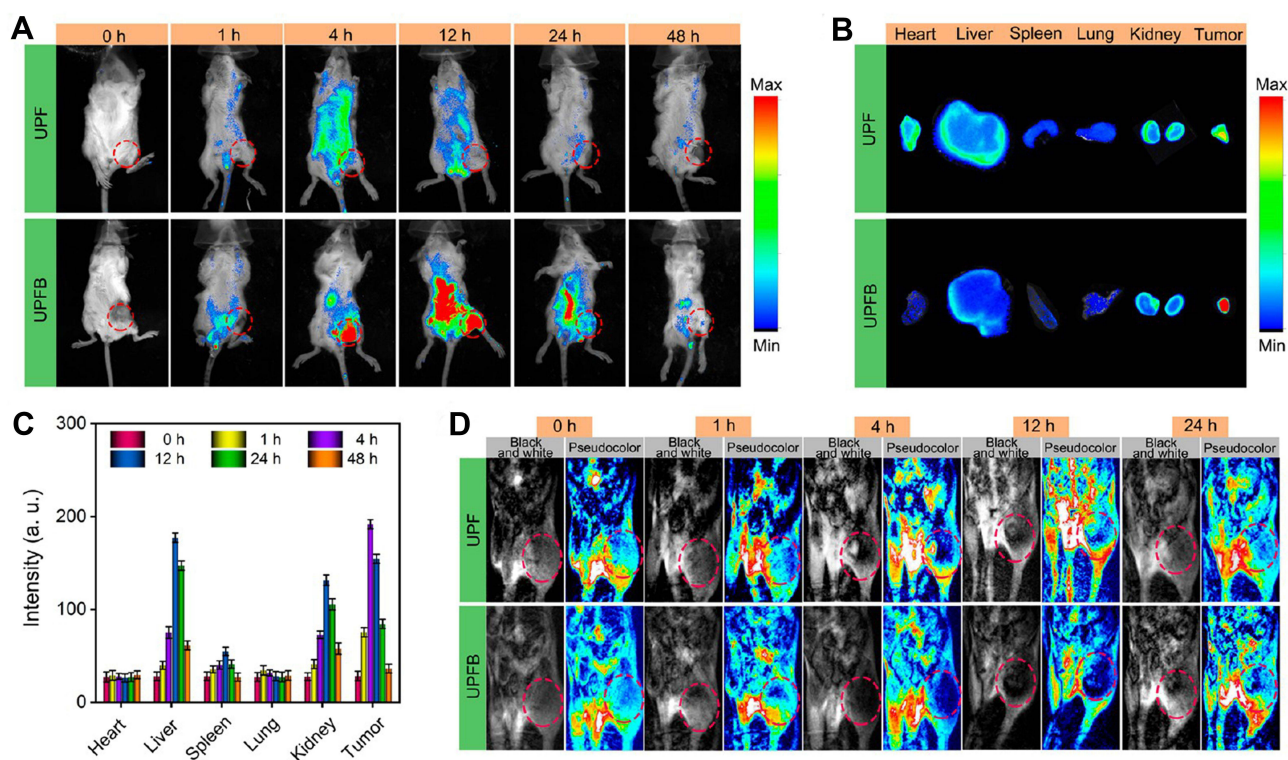 A
0 h 1 h 4 h 12 h 24 h 48 h
UPF
UPFB
Max
Min
B
Heart Liver Spleen Lung Kidney Tumor
UPF
UPFB
Max
Min
C
Intensity (a. u.)
300
200
100
0
0 h 1 h 4 h
12 h 24 h 48 h
Heart Liver Spleen Lung Kidney Tumor
D
0 h 1 h 4 h 12 h 24 h
Black and white Pseudocolor Black and white Pseudocolor Black and white Pseudocolor Black and white Pseudocolor Black and white Pseudocolor
UPF
UPFB